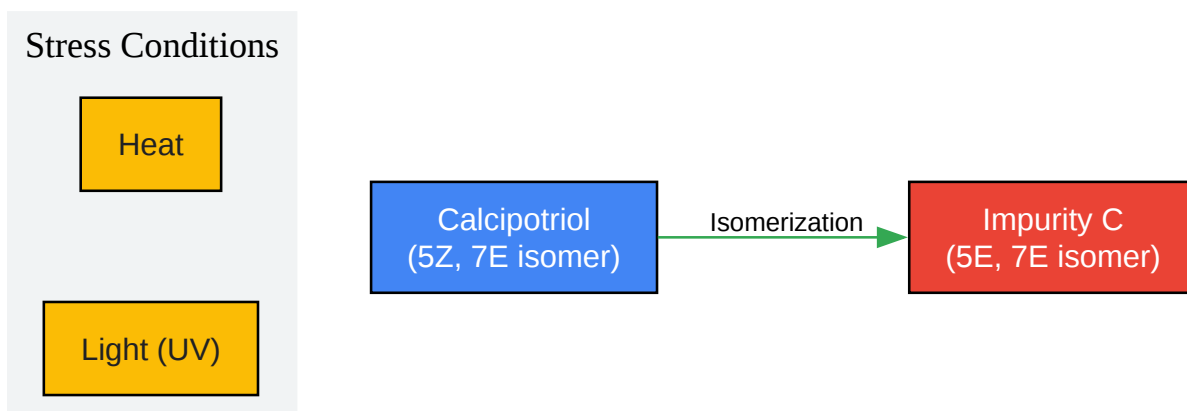 Stress Conditions
Heat
Light (UV)
Calcipotriol
(5Z, 7E isomer)
Isomerization
Impurity C
(5E, 7E isomer)